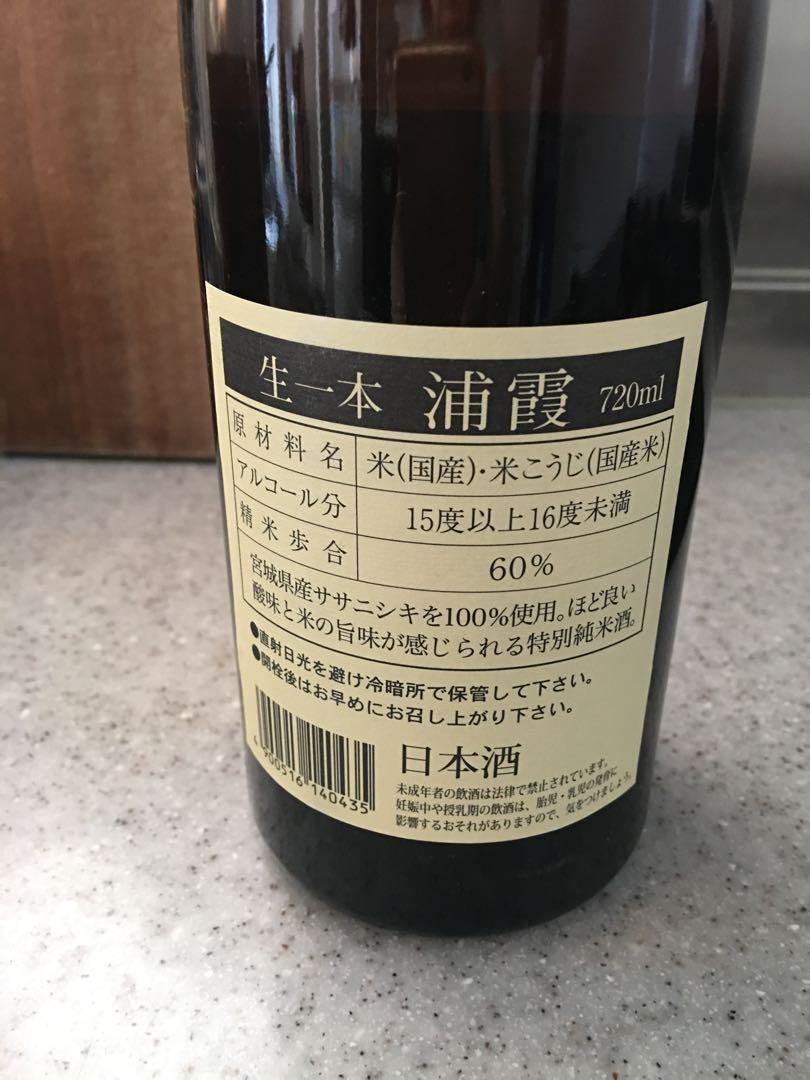 生一本 浦霞 720ml
原材料名 米(国産)・米こうじ(国産米)
アルコール分 15度以上16度未満
精米歩合 60%
宮城県産ササニシキを100%使用。ほど良い
酸味と米の旨味が感じられる特別純米酒。
●直射日光を避け冷暗所で保管して下さい。
●開栓後はお早めにお召し上がり下さい。
4 900516 140435
日本酒
未成年者の飲酒は法律で禁止されています。
妊娠中や授乳期の飲酒は、胎児・乳児の発育に
影響するおそれがありますので、気をつけましょう。